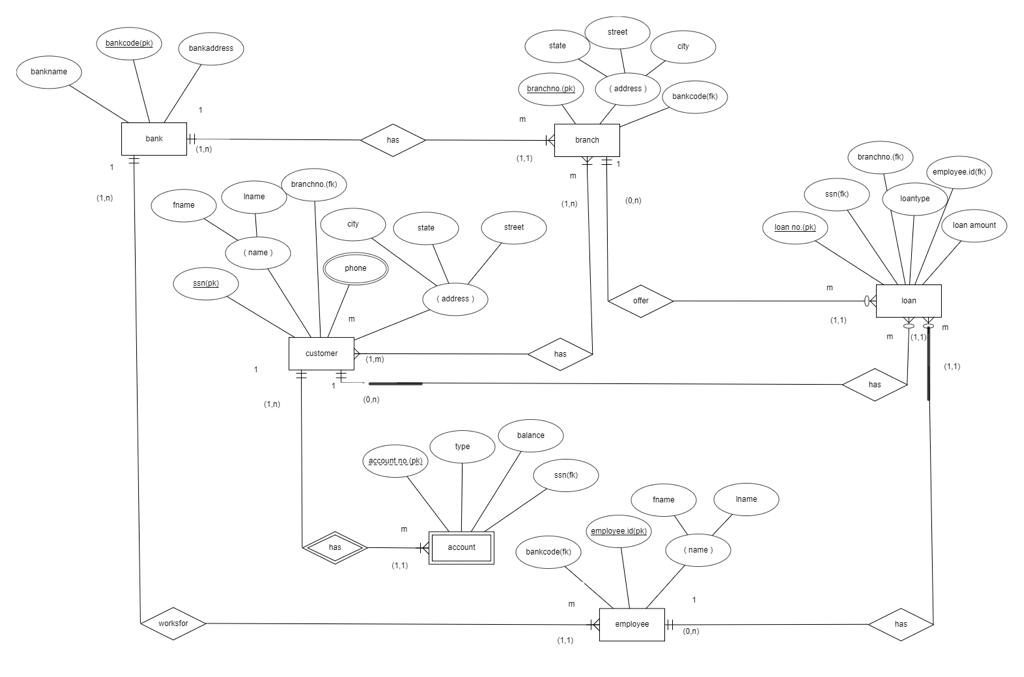 state
street
city
bankcode(pk)
bankaddress
bankname
branchno.(pk)
( address )
bankcode(fk)
1
m
bank
has
branch
(1,n)
(1,1)
1
1
m
(1,n)
(1,n)
(0,n)
branchno.(fk)
employee.id(fk)
ssn(fk)
loantype
loan no.(pk)
loan amount
fname
lname
branchno.(fk)
city
state
street
( name )
phone
ssn(pk)
( address )
m
offer
m
loan
(1,1)
m
(1,1)
m
customer
(1,m)
has
1
1
(1,n)
(0,n)
has
(1,1)
account no.(pk)
type
balance
ssn(fk)
m
has
account
(1,1)
fname
lname
employee.id(pk)
bankcode(fk)
( name )
m
1
worksfor
employee
has
(1,1)
(0,n)